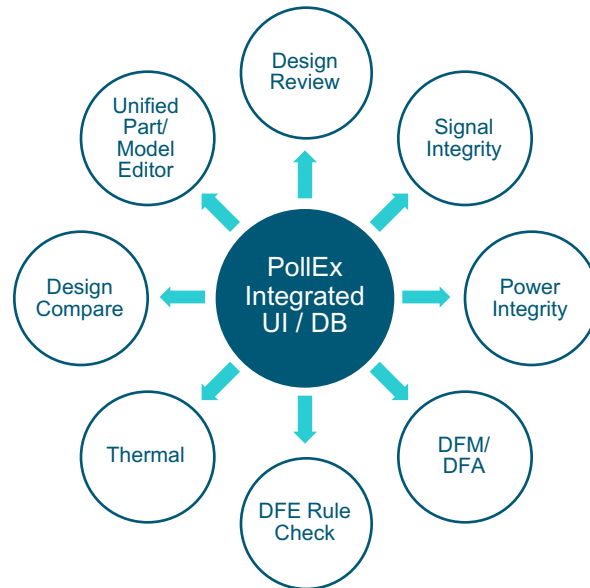 Design
Review
Unified
Part/
Model
Editor
Signal
Integrity
PollEx
Integrated
UI / DB
Design
Compare
Power
Integrity
Thermal
DFM/
DFA
DFE Rule
Check